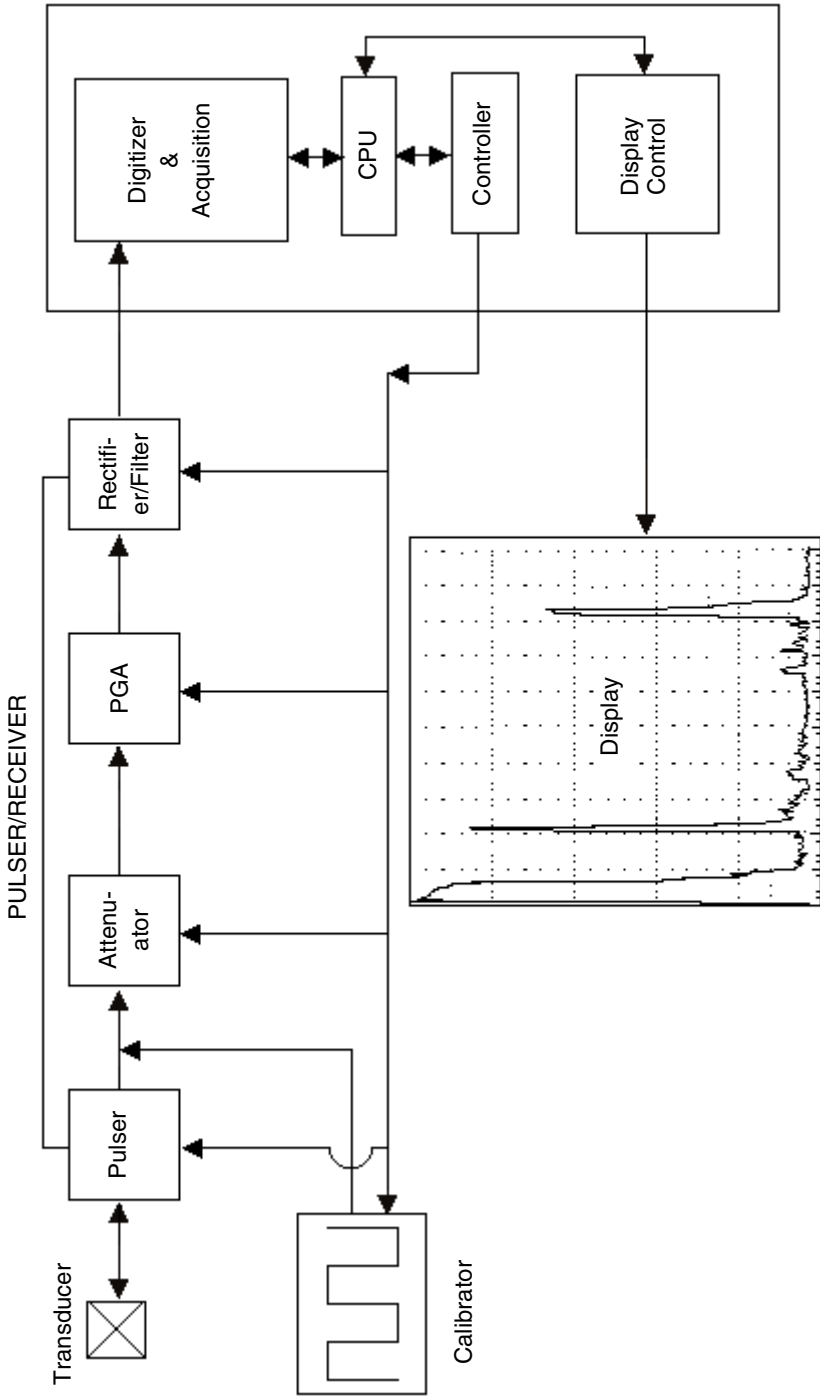 PULSER/RECEIVER
Transducer
Pulser
Attenu-
ator
PGA
Rectifi-
er/Filter
Digitizer
&
Acquisition
CPU
Controller
Display
Control
Calibrator
Display